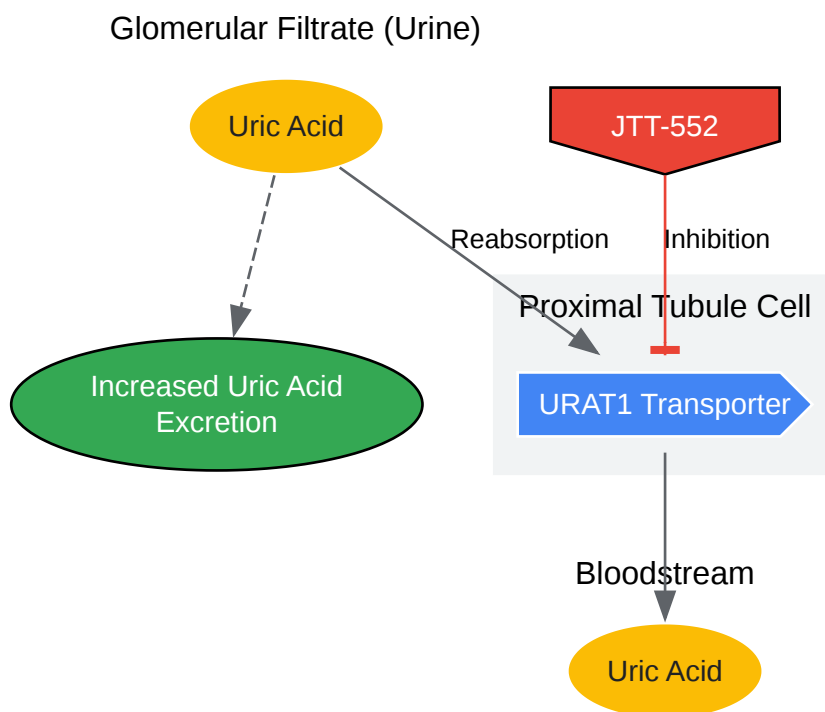 Glomerular Filtrate (Urine)
Uric Acid
JTT-552
Reabsorption
Inhibition
Proximal Tubule Cell
Increased Uric Acid
Excretion
URAT1 Transporter
Bloodstream
Uric Acid